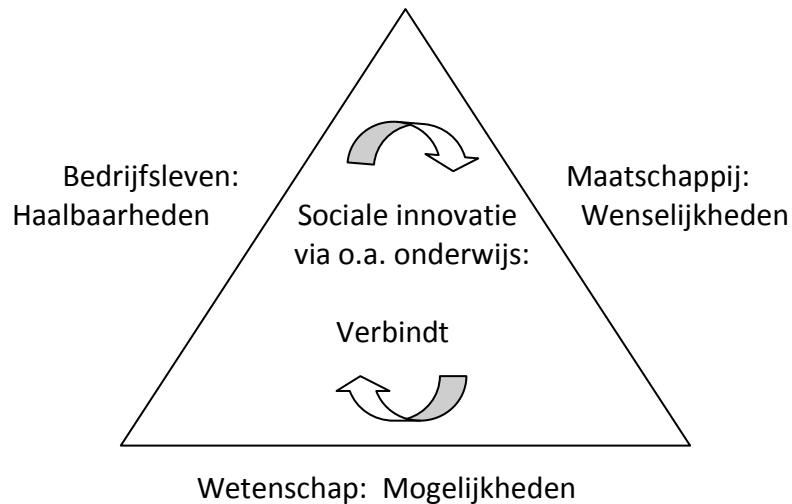 Bedrijfsleven:
Haalbaarheden
Maatschappij:
Wenselijkheden
Sociale innovatie
via o.a. onderwijs:
Verbindt
Wetenschap: Mogelijkheden